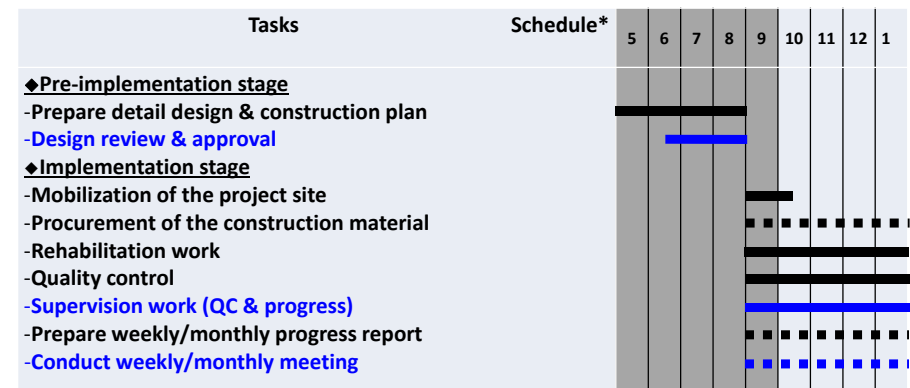 Tasks Schedule* 5 6 7 8 9 10 11 12 1
◆Pre-implementation stage
-Prepare detail design & construction plan
-Design review & approval
◆Implementation stage
-Mobilization of the project site
-Procurement of the construction material
-Rehabilitation work
-Quality control
-Supervision work (QC & progress)
-Prepare weekly/monthly progress report
-Conduct weekly/monthly meeting